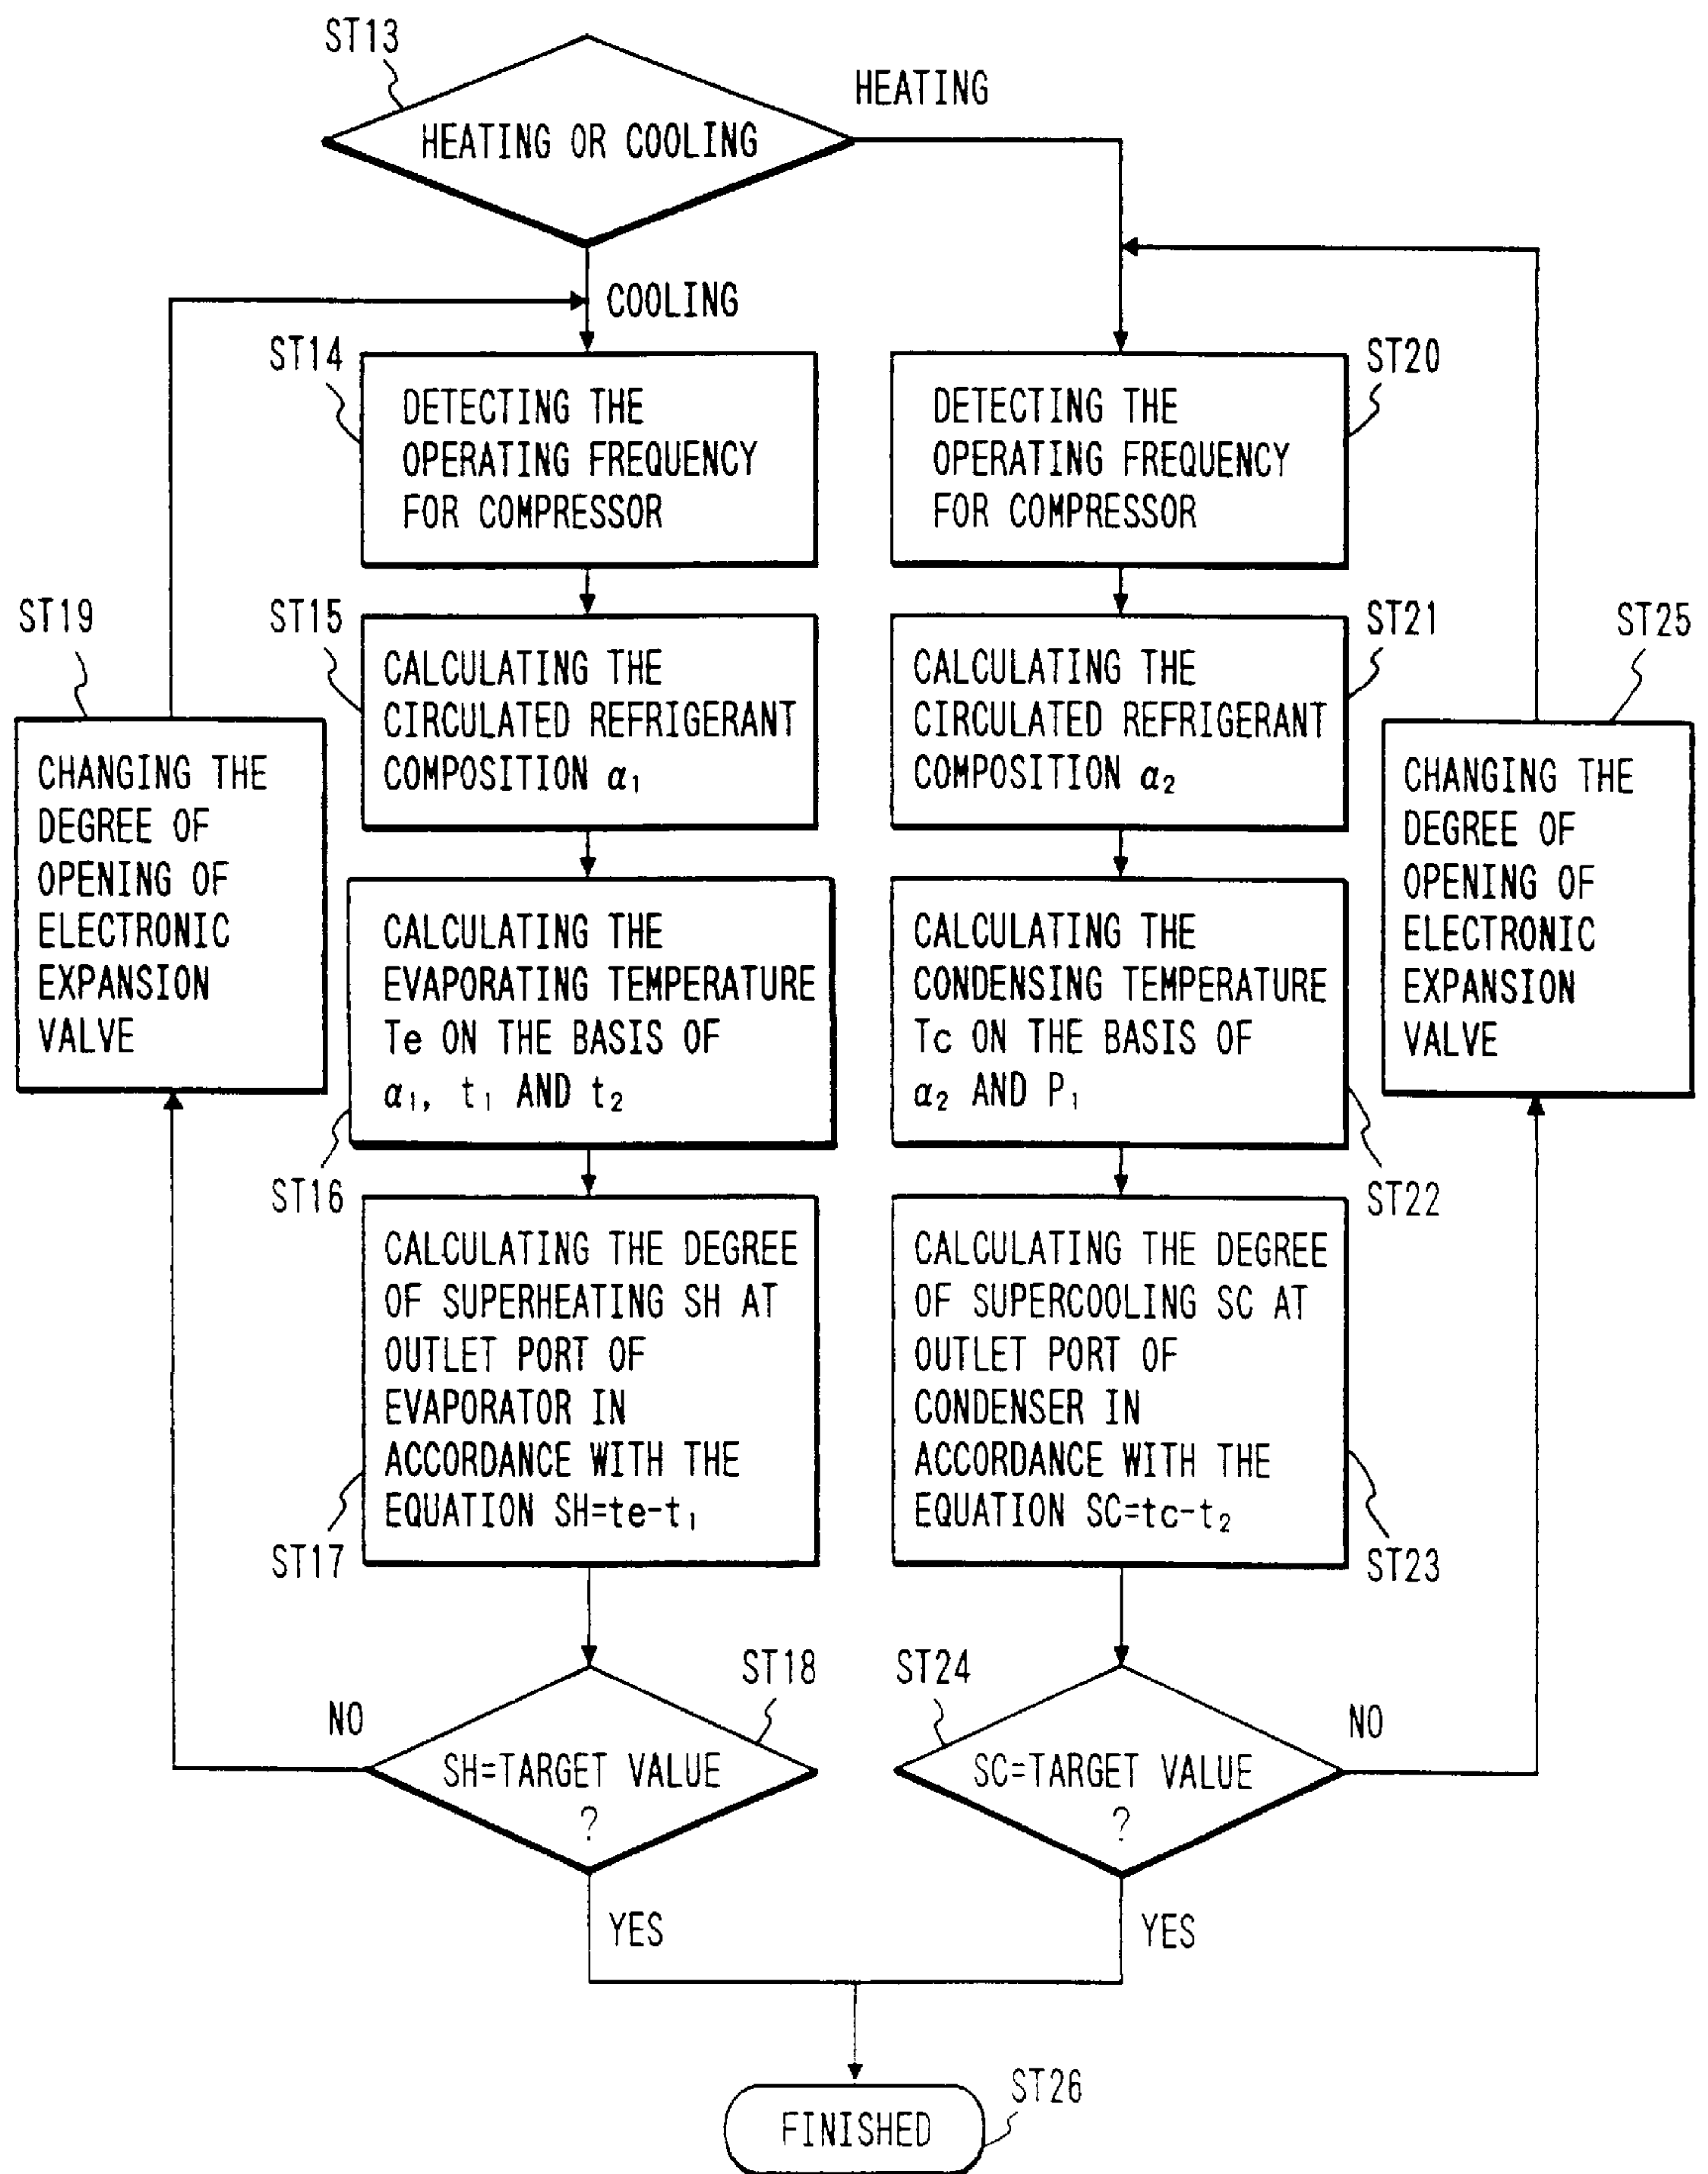 ST13
HEATING OR COOLING
HEATING
COOLING
ST14
DETECTING THE
OPERATING FREQUENCY
FOR COMPRESSOR
ST15
CALCULATING THE
CIRCULATED REFRIGERANT
COMPOSITION α₁
CALCULATING THE
EVAPORATING TEMPERATURE
Te ON THE BASIS OF
α₁, t₁ AND t₂
ST16
CALCULATING THE DEGREE
OF SUPERHEATING SH AT
OUTLET PORT OF
EVAPORATOR IN
ACCORDANCE WITH THE
EQUATION SH=te-t₁
ST17
ST18
SH=TARGET VALUE
?
NO
YES
ST19
CHANGING THE
DEGREE OF
OPENING OF
ELECTRONIC
EXPANSION
VALVE
ST20
DETECTING THE
OPERATING FREQUENCY
FOR COMPRESSOR
ST21
CALCULATING THE
CIRCULATED REFRIGERANT
COMPOSITION α₂
CALCULATING THE
CONDENSING TEMPERATURE
Tc ON THE BASIS OF
α₂ AND P₁
ST22
CALCULATING THE DEGREE
OF SUPERCOOLING SC AT
OUTLET PORT OF
CONDENSER IN
ACCORDANCE WITH THE
EQUATION SC=tc-t₂
ST23
ST24
SC=TARGET VALUE
?
NO
YES
ST25
CHANGING THE
DEGREE OF
OPENING OF
ELECTRONIC
EXPANSION
VALVE
ST26
FINISHED